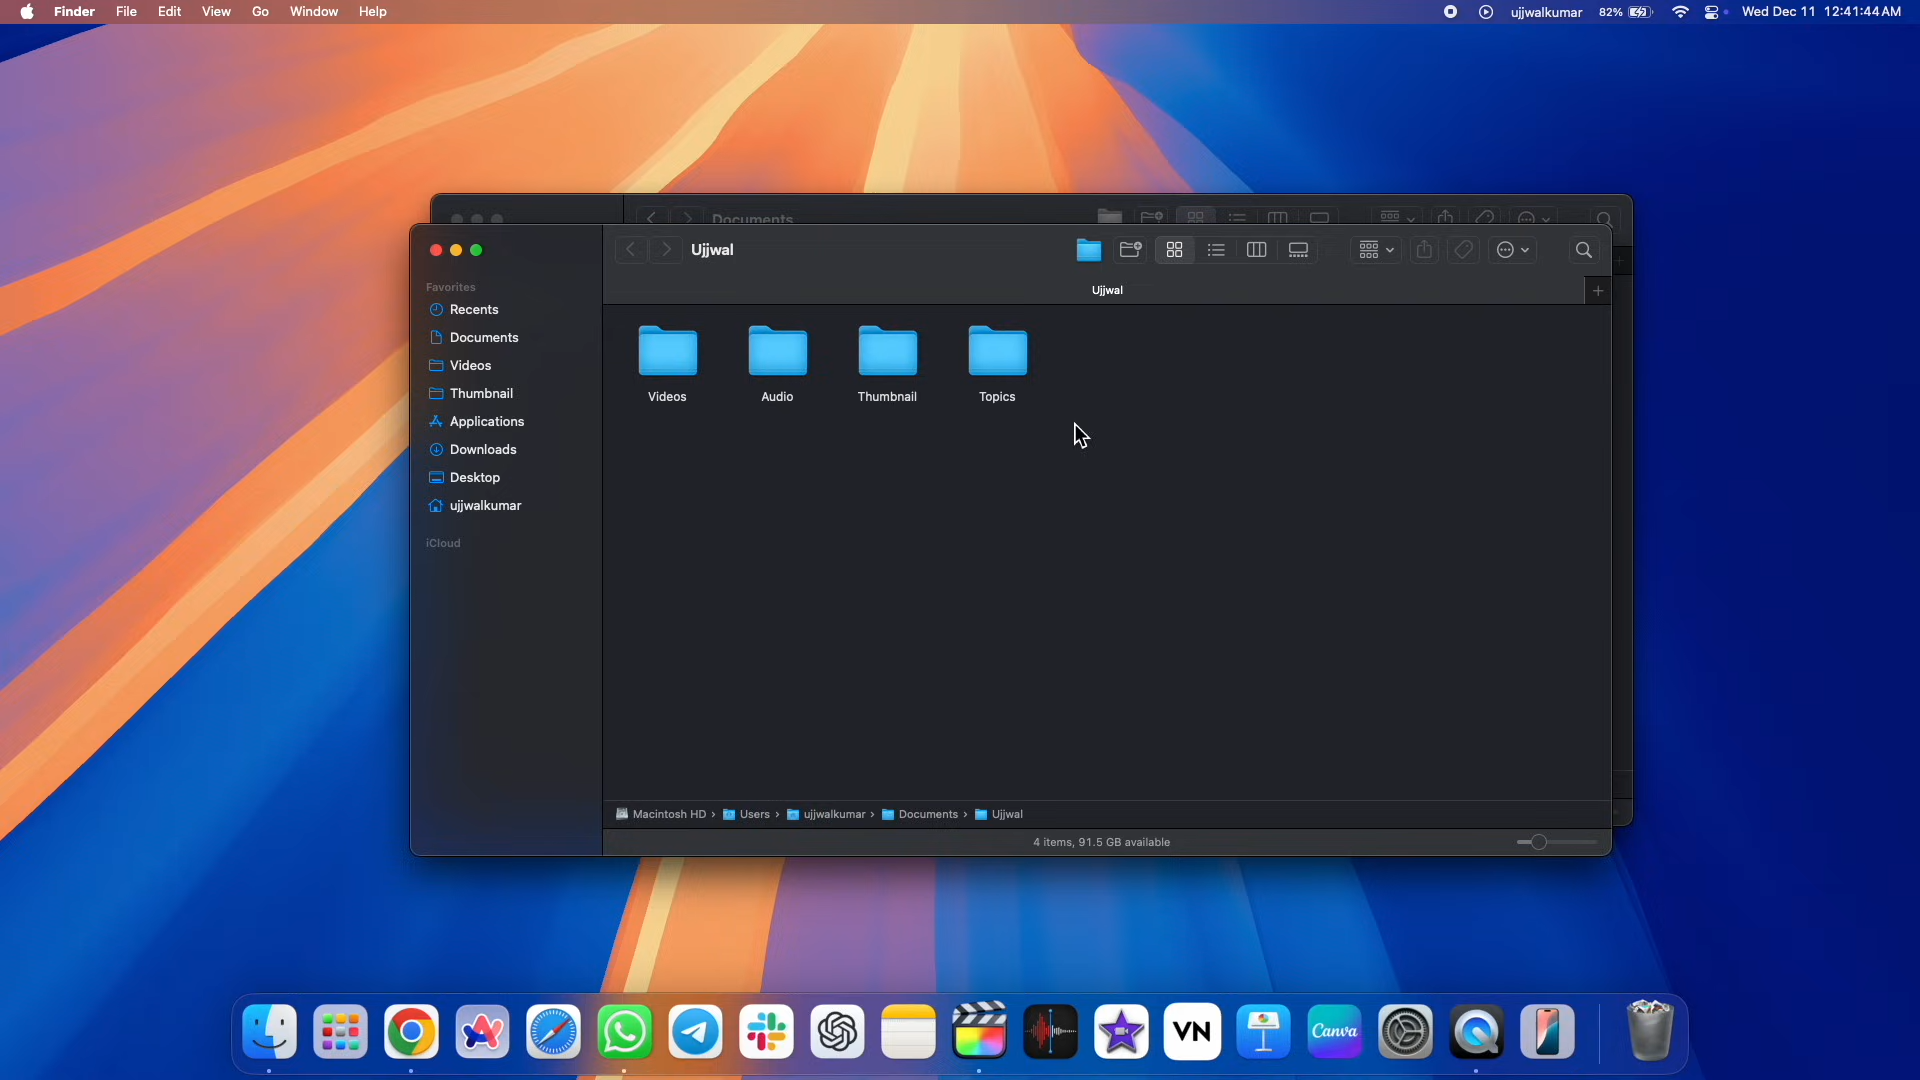 Finder File Edit View Go Window Help
ujjwalkumar 82% Wed Dec 11 12:41:44 AM
Documents
Ujjwal
Ujjwal
Favorites
Recents
Documents
Videos
Thumbnail
Applications
Downloads
Desktop
ujjwalkumar
iCloud
Videos Audio Thumbnail Topics
Macintosh HD › Users › ujjwalkumar › Documents › Ujjwal
4 items, 91.5 GB available
VN
Canva